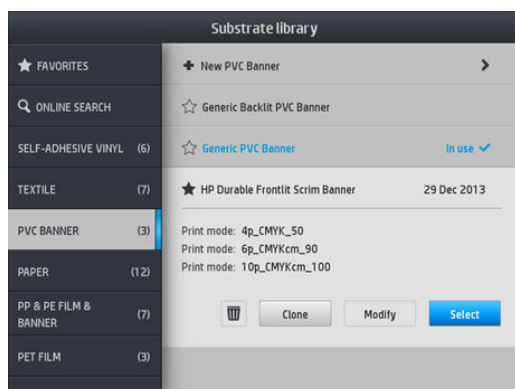 Substrate library
FAVORITES
ONLINE SEARCH
SELF-ADHESIVE VINYL (6)
TEXTILE (7)
PVC BANNER (3)
PAPER (12)
PP & PE FILM &
BANNER (7)
PET FILM (3)
New PVC Banner
Generic Backlit PVC Banner
Generic PVC Banner In use
HP Durable Frontlit Scrim Banner 29 Dec 2013
Print mode: 4p_CMYK_50
Print mode: 6p_CMYKcm_90
Print mode: 10p_CMYKcm_100
Clone Modify Select